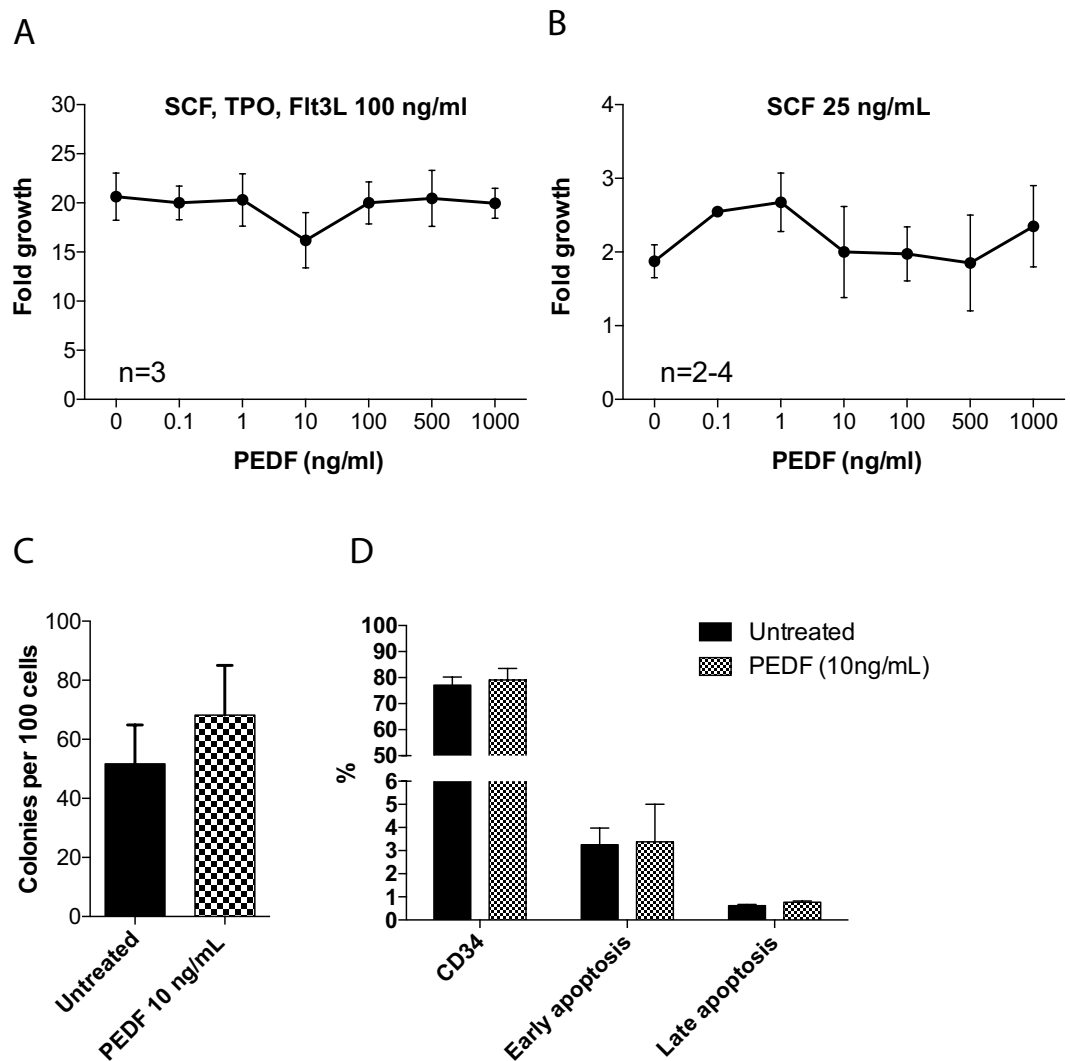 A
SCF, TPO, Flt3L 100 ng/ml
Fold growth
30
25
20
15
10
5
0
n=3
0 0.1 1 10 100 500 1000
PEDF (ng/ml)
B
SCF 25 ng/mL
Fold growth
4
3
2
1
0
n=2-4
0 0.1 1 10 100 500 1000
PEDF (ng/ml)
C
Colonies per 100 cells
100
80
60
40
20
0
Untreated
PEDF 10 ng/mL
D
%
100
90
80
70
60
50
6
5
4
3
2
1
0
CD34
Early apoptosis
Late apoptosis
Untreated
PEDF (10ng/mL)